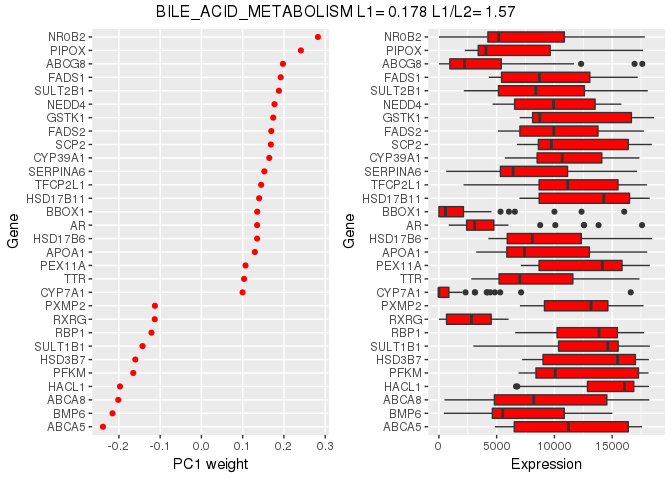 BILE_ACID_METABOLISM L1= 0.178 L1/L2= 1.57
Gene
NR0B2
PIPOX
ABCG8
FADS1
SULT2B1
NEDD4
GSTK1
FADS2
SCP2
CYP39A1
SERPINA6
TFCP2L1
HSD17B11
BBOX1
AR
HSD17B6
APOA1
PEX11A
TTR
CYP7A1
PXMP2
RXRG
RBP1
SULT1B1
HSD3B7
PFKM
HACL1
ABCA8
BMP6
ABCA5
-0.2 -0.1 0.0 0.1 0.2 0.3
PC1 weight
Gene
NR0B2
PIPOX
ABCG8
FADS1
SULT2B1
NEDD4
GSTK1
FADS2
SCP2
CYP39A1
SERPINA6
TFCP2L1
HSD17B11
BBOX1
AR
HSD17B6
APOA1
PEX11A
TTR
CYP7A1
PXMP2
RXRG
RBP1
SULT1B1
HSD3B7
PFKM
HACL1
ABCA8
BMP6
ABCA5
0 5000 10000 15000
Expression